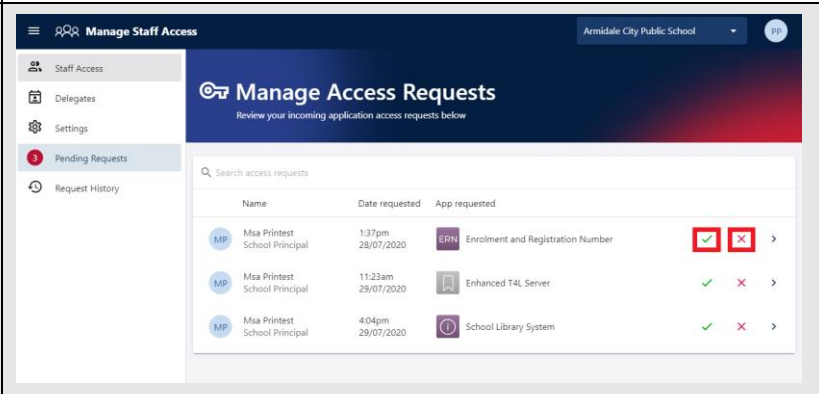 Manage Staff Access
Armidale City Public School
PP
Staff Access
Delegates
Settings
3 Pending Requests
Request History
Manage Access Requests
Review your incoming application access requests below
Search access requests
Name Date requested App requested
MP Msa Printest 1:37pm ERN Enrolment and Registration Number
School Principal 28/07/2020
MP Msa Printest 11:23am Enhanced T4L Server
School Principal 29/07/2020
MP Msa Printest 4:04pm School Library System
School Principal 29/07/2020